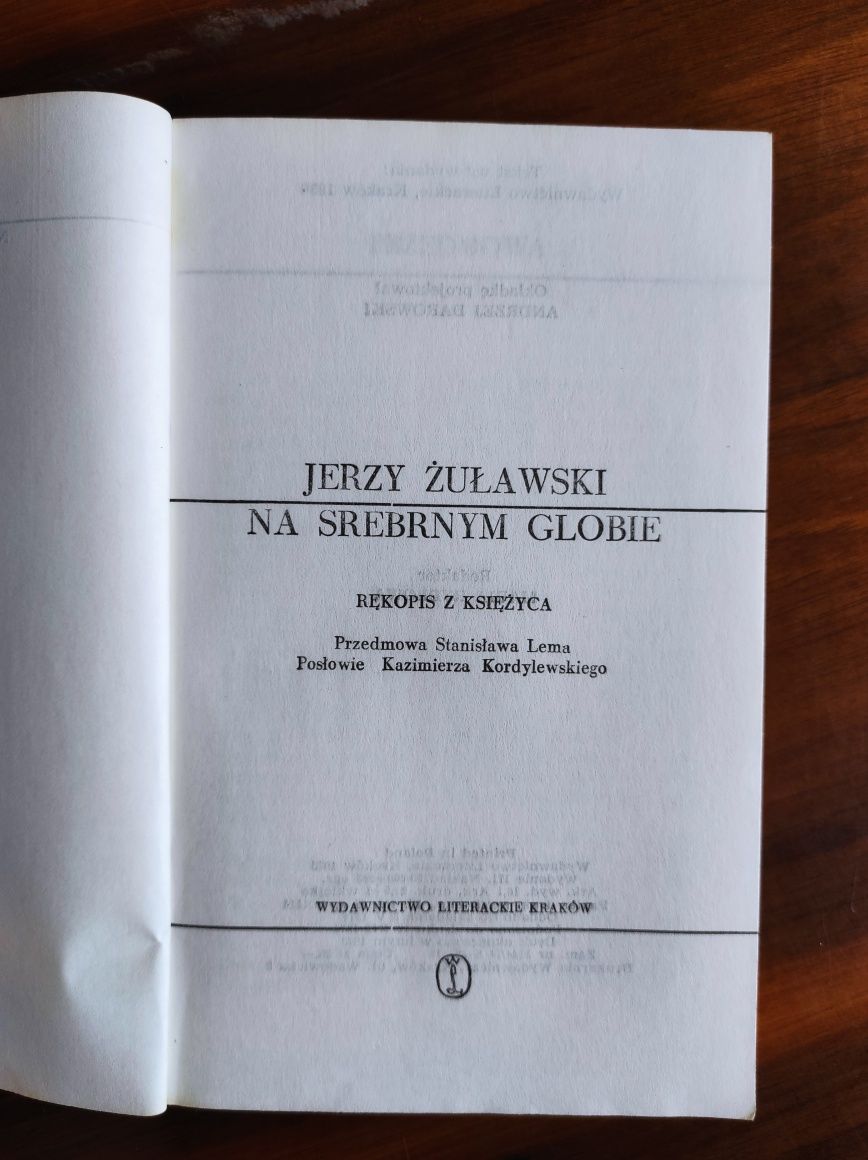 JERZY ŻUŁAWSKI
NA SREBRNYM GLOBIE
RĘKOPIS Z KSIĘŻYCA
Przedmowa Stanisława Lema
Posłowie Kazimierza Kordylewskiego
WYDAWNICTWO LITERACKIE KRAKÓW